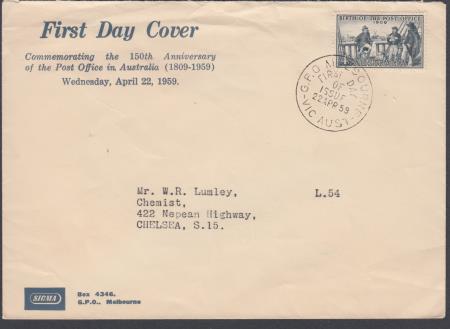 First Day Cover
Commemorating the 150th Anniversary
of the Post Office in Australia (1809-1959)
Wednesday, April 22, 1959.
BIRTH OF THE POST OFFICE
1809
G.P.O. MELBOURNE
FIRST DAY
OF
ISSUE
22 APR 59
VIC AUST.
Mr. W.R. Lumley,
L.54
Chemist,
422 Nepean Highway,
CHELSEA, S.15.
SIGMA
Box 4346,
G.P.O., Melbourne